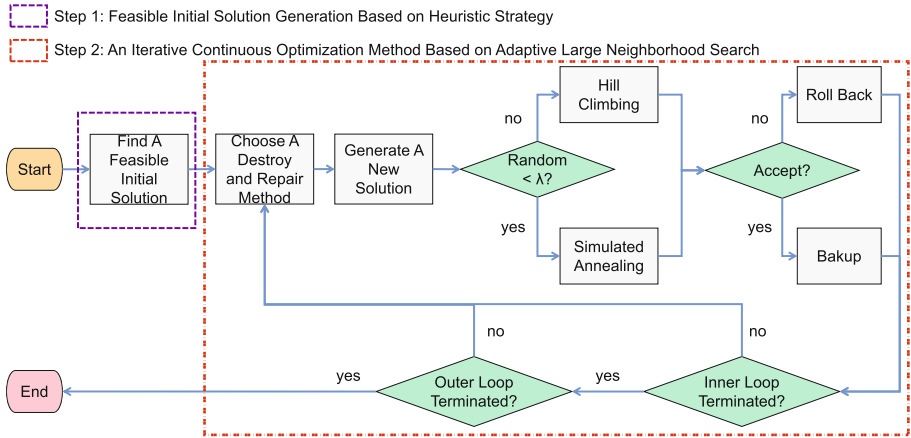 Step 1: Feasible Initial Solution Generation Based on Heuristic Strategy
Step 2: An Iterative Continuous Optimization Method Based on Adaptive Large Neighborhood Search
Start
Find A
Feasible
Initial
Solution
Choose A
Destroy
and Repair
Method
Generate A
New
Solution
Random
< λ?
no
Hill
Climbing
yes
Simulated
Annealing
Accept?
no
Roll Back
yes
Bakup
Inner Loop
Terminated?
no
yes
Outer Loop
Terminated?
no
yes
End